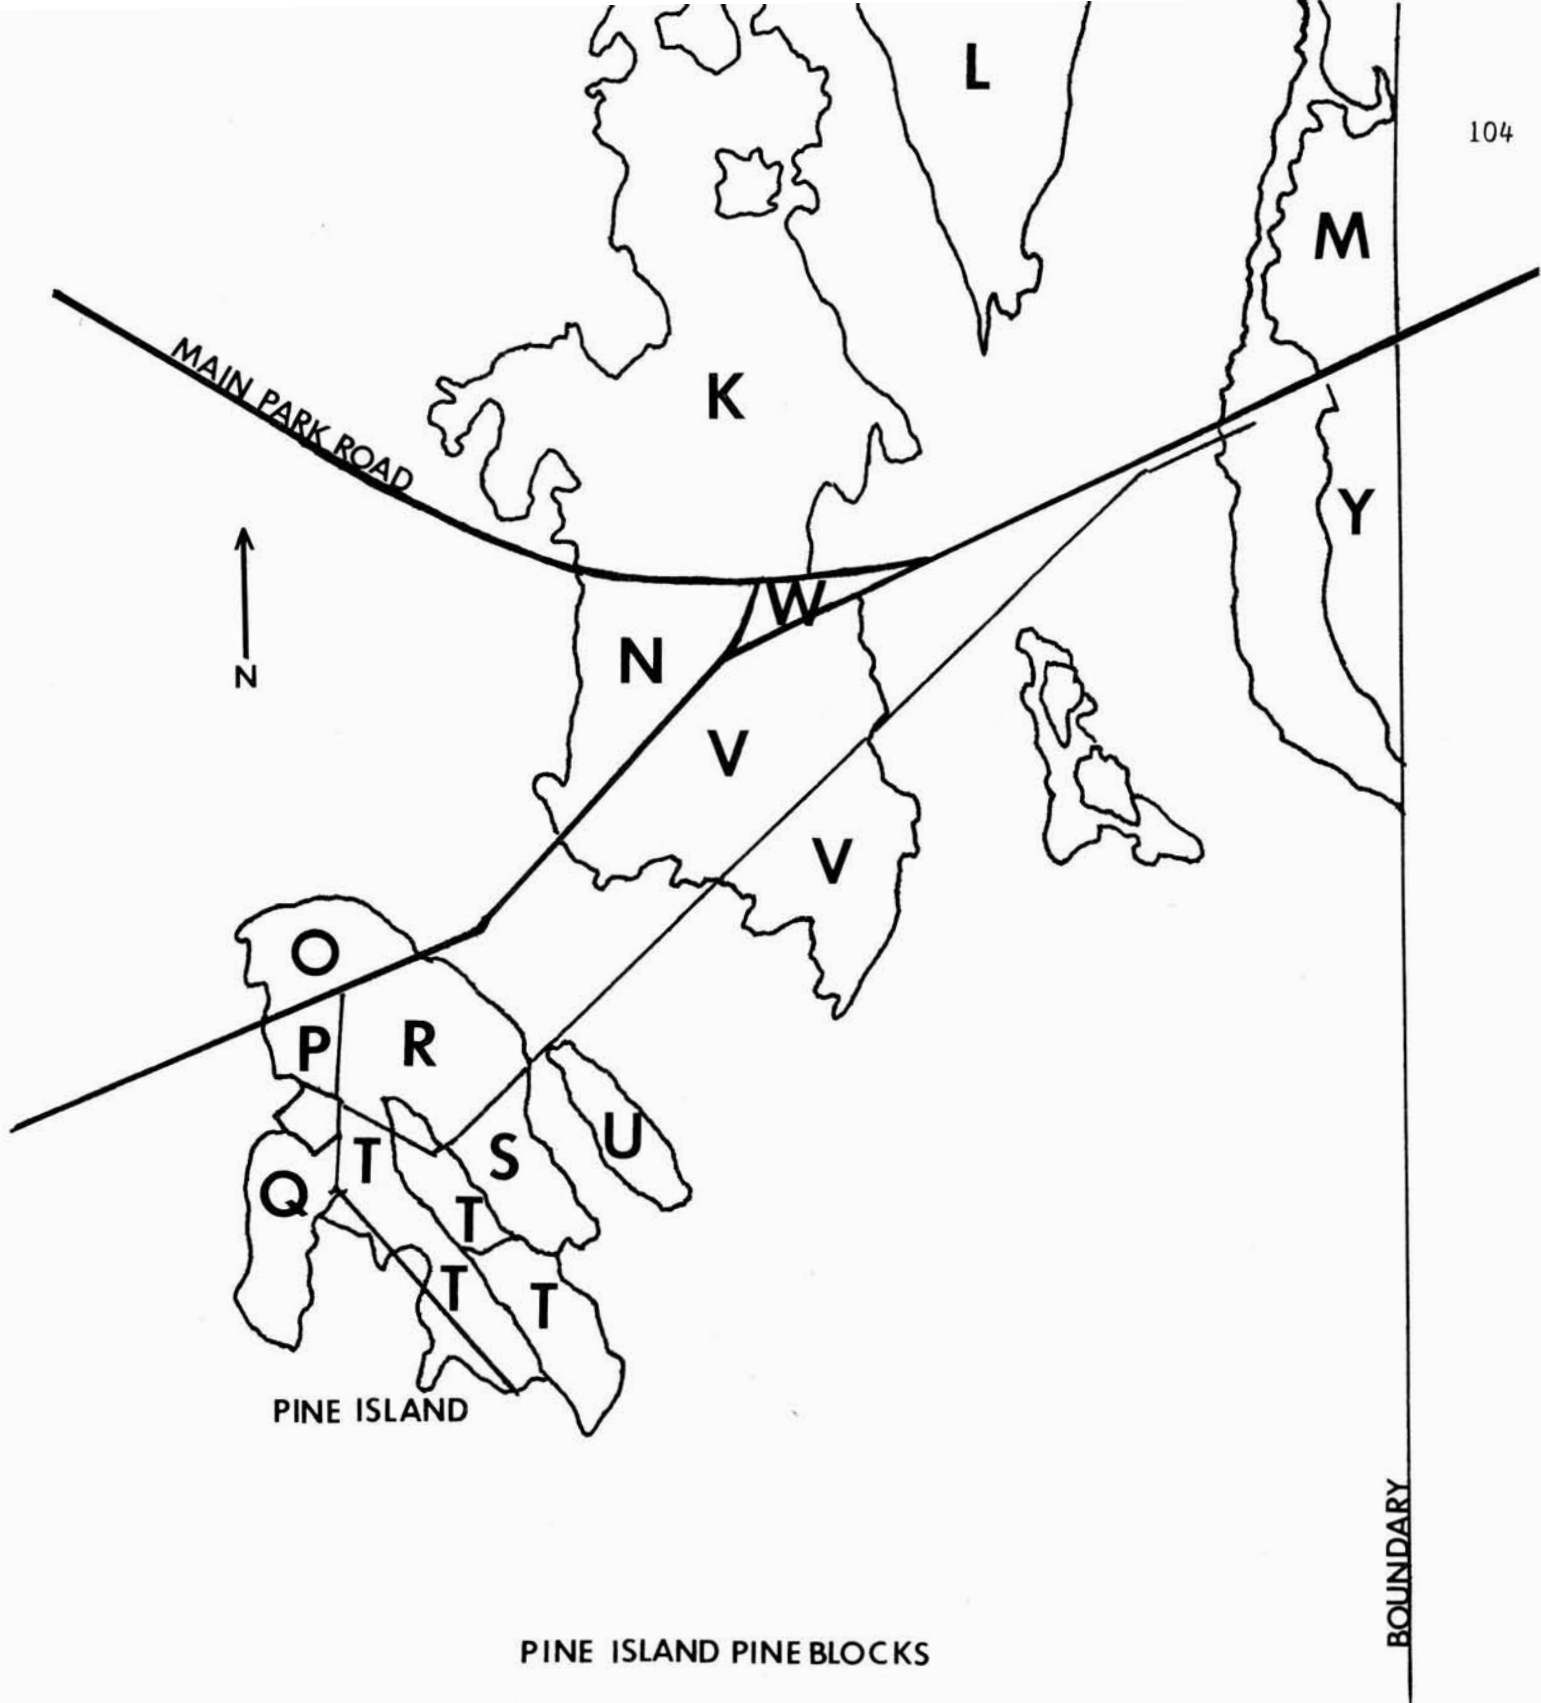 L
104
M
MAIN PARK ROAD
K
Y
W
N
N
V
V
O
P
R
T
S
U
Q
T
T
T
PINE ISLAND
BOUNDARY
PINE ISLAND PINE BLOCKS